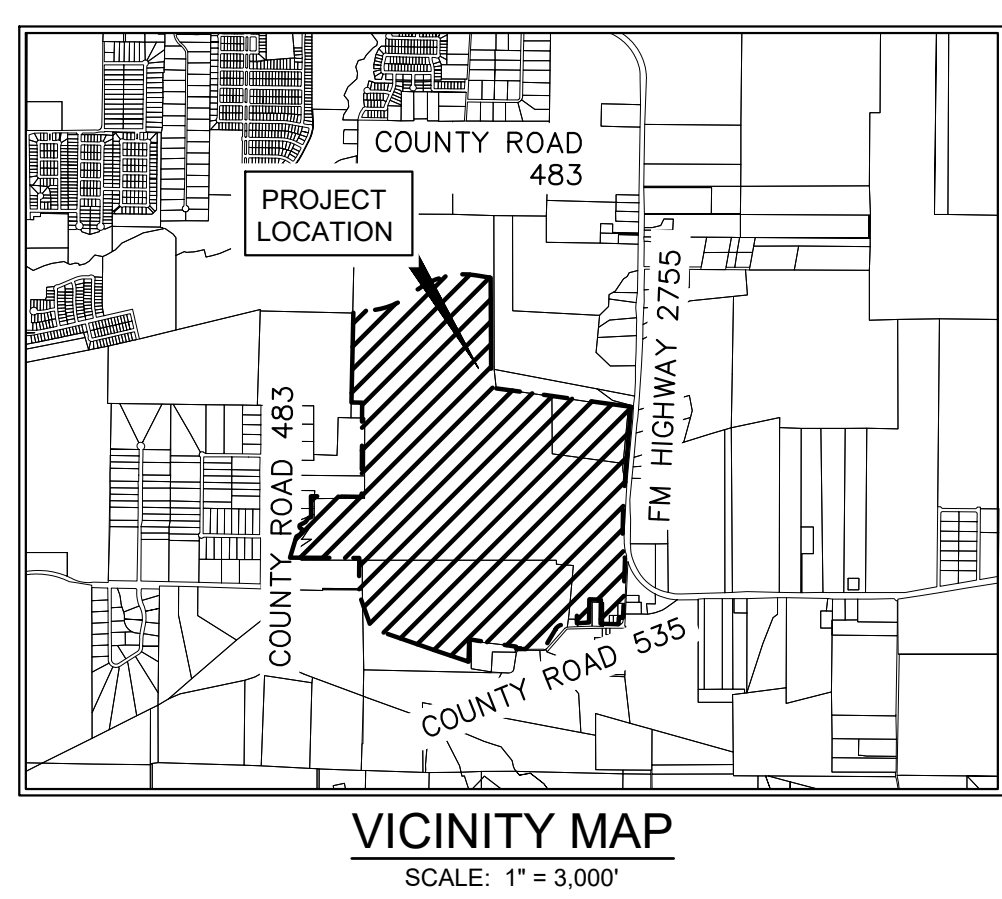 COUNTY ROAD
483
PROJECT
LOCATION
FM HIGHWAY 2755
COUNTY ROAD 483
COUNTY ROAD 535
VICINITY MAP
SCALE: 1" = 3,000'